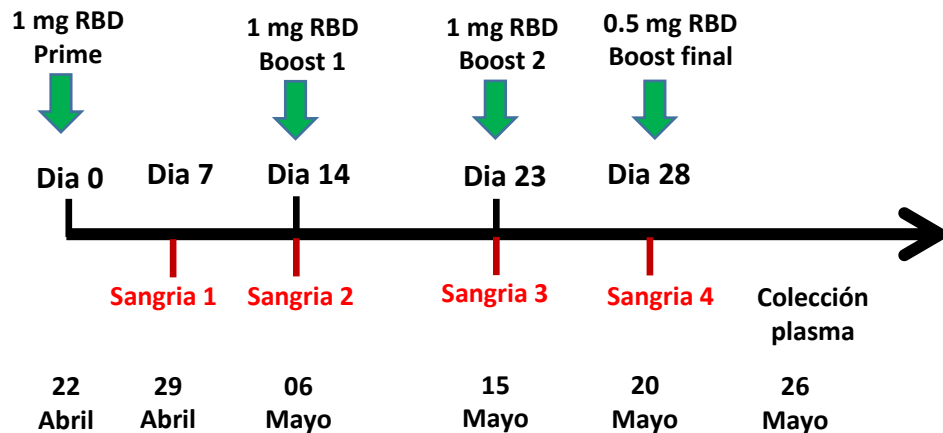 1 mg RBD
Prime
1 mg RBD
Boost 1
1 mg RBD
Boost 2
0.5 mg RBD
Boost final
Dia 0
Dia 7
Dia 14
Dia 23
Dia 28
Sangria 1
Sangria 2
Sangria 3
Sangria 4
Colección
plasma
22
Abril
29
Abril
06
Mayo
15
Mayo
20
Mayo
26
Mayo